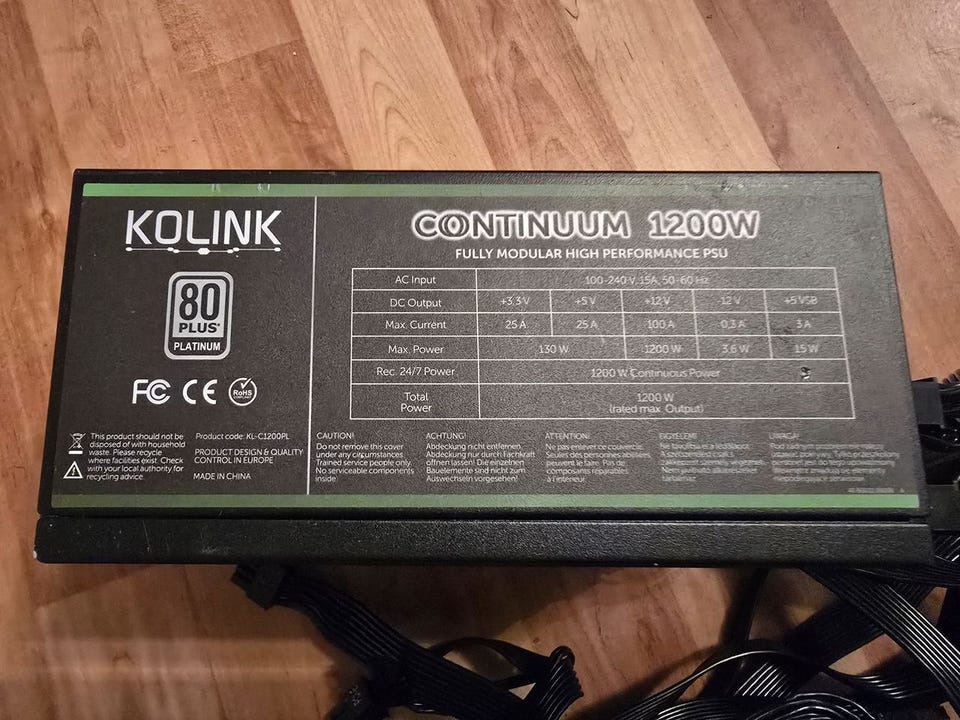 KOLINK
80
PLUS®
PLATINUM
FC CE RoHS
This product should not be
disposed of with household
waste. Please recycle
where facilities exist. Check
with your local authority for
recycling advice.
Product code: KL-C1200PL
PRODUCT DESIGN & QUALITY
CONTROL IN EUROPE
MADE IN CHINA
CONTINUUM 1200W
FULLY MODULAR HIGH PERFORMANCE PSU
AC Input 100-240 V, 15A, 50-60 Hz
DC Output +3.3 V +5 V +12 V -12 V +5 VSB
Max. Current 25 A 25 A 100 A 0.3 A 3 A
Max. Power 130 W 1200 W 3.6 W 15 W
Rec. 24/7 Power 1200 W Continuous Power
Total
Power
1200 W
(rated max. Output)
CAUTION!
Do not remove this cover
under any circumstances.
Trained service people only.
No serviceable components
inside.
ACHTUNG!
Abdeckung nicht entfernen.
Abdeckung nur durch Fachkraft
öffnen lassen! Die einzelnen
Bauelemente sind nicht zum
Auswechseln vorgesehen!
ATTENTION:
Ne pas enlever ce couvercle.
Seules des personnes habilitées
peuvent le faire. Pas de
composants réparables
à l'intérieur.
FIGYELEM!
UWAGA!